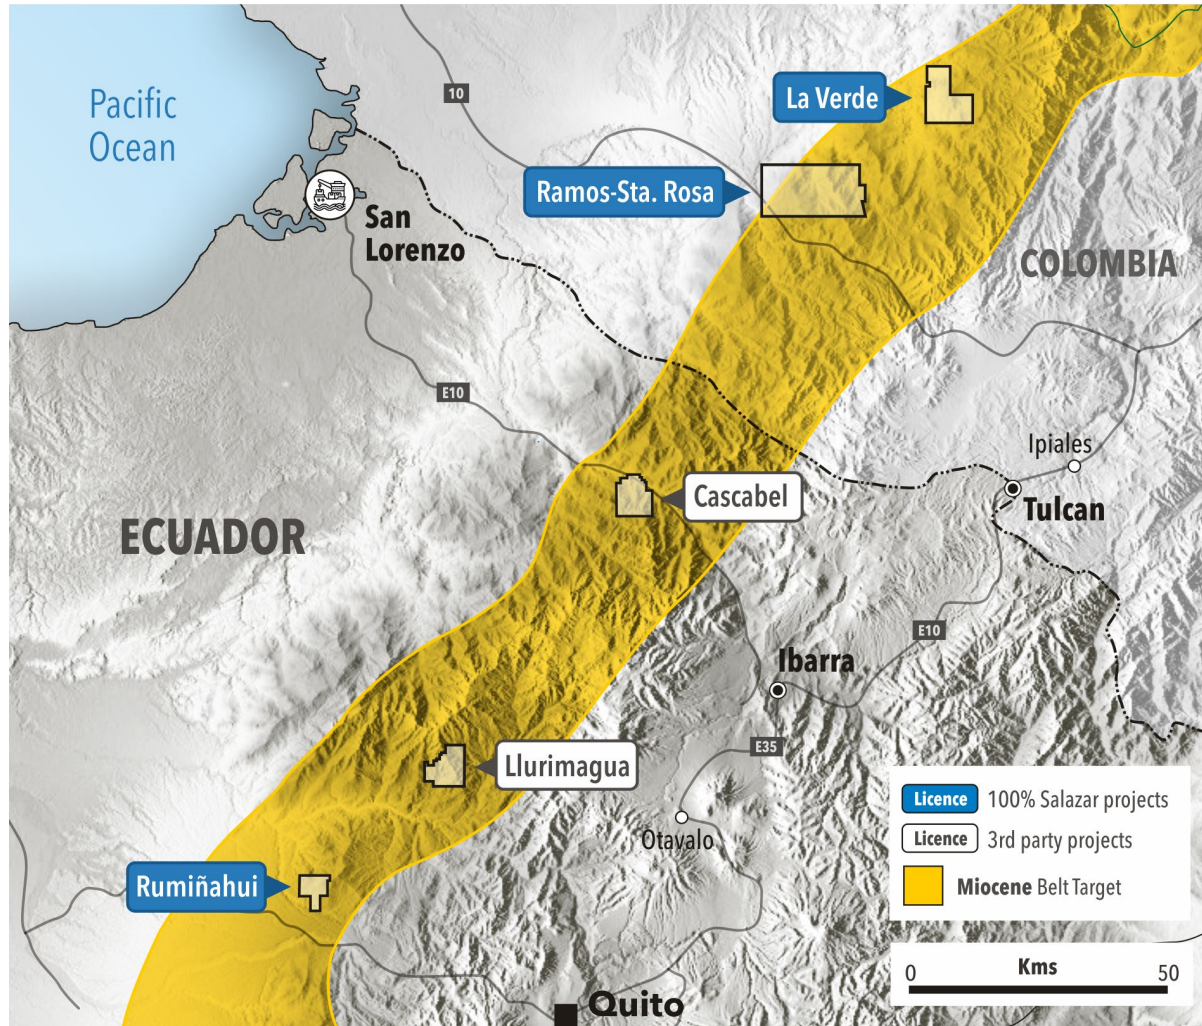 10
La Verde
Pacific
Ocean
Ramos-Sta. Rosa
San
Lorenzo
COLOMBIA
E10
Ipiales
Cascabel
Tulcan
ECUADOR
E10
Ibarra
E35
Llurimagua
Otavalo
Rumiñahui
Quito
Licence 100% Salazar projects
Licence 3rd party projects
Miocene Belt Target
Kms
0 50